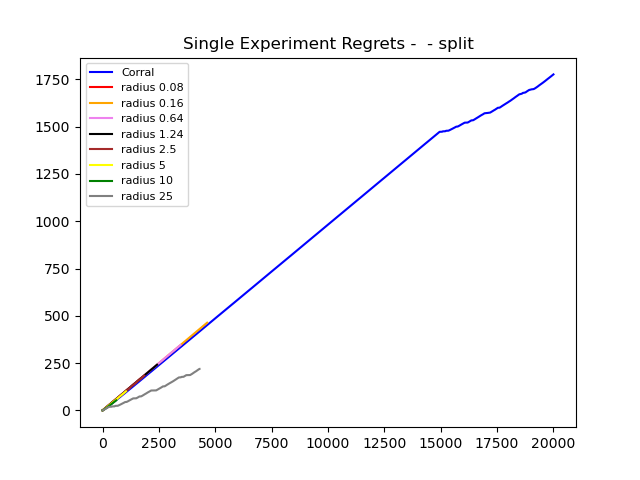 Single Experiment Regrets -  - split
Corral
radius 0.08
radius 0.16
radius 0.64
radius 1.24
radius 2.5
radius 5
radius 10
radius 25
1750
1500
1250
1000
750
500
250
0
0 2500 5000 7500 10000 12500 15000 17500 20000